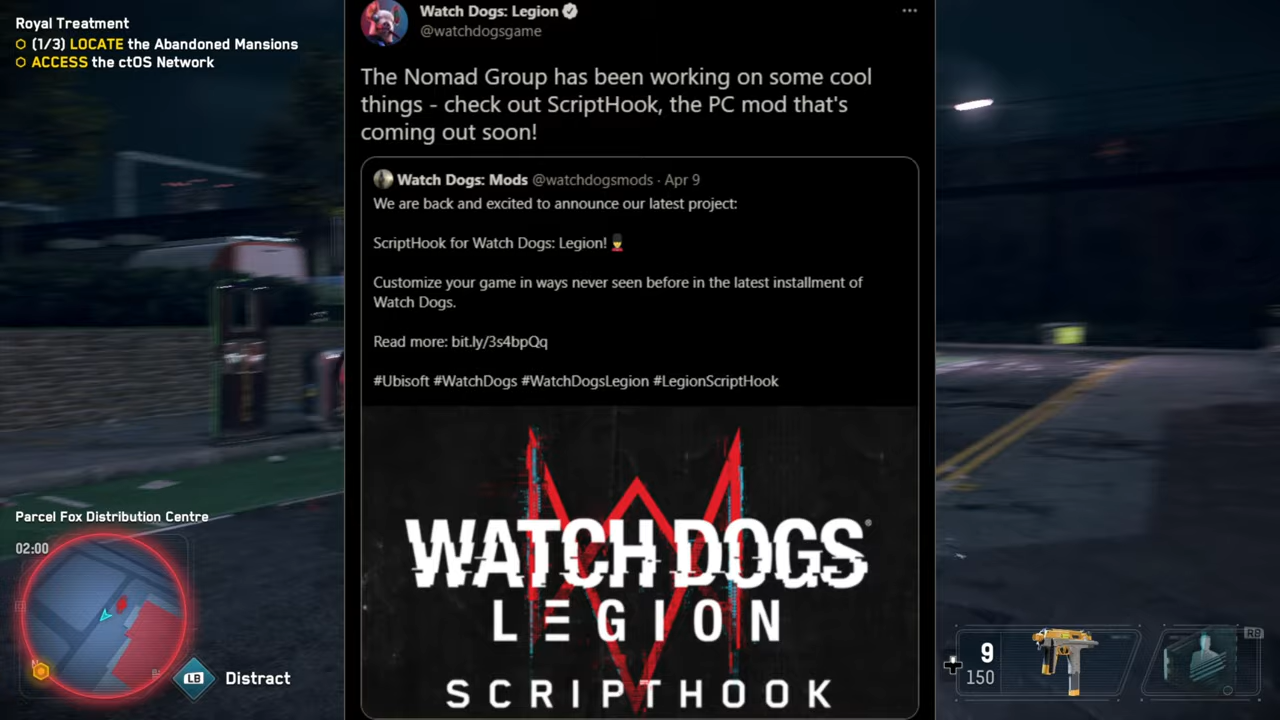 Royal Treatment
(1/3) LOCATE the Abandoned Mansions
ACCESS the ctOS Network
Watch Dogs: Legion
@watchdogsgame
The Nomad Group has been working on some cool
things - check out ScriptHook, the PC mod that's
coming out soon!
Watch Dogs: Mods @watchdogsmods · Apr 9
We are back and excited to announce our latest project:
ScriptHook for Watch Dogs: Legion!
Customize your game in ways never seen before in the latest installment of
Watch Dogs.
Read more: bit.ly/3s4bpQq
#Ubisoft #WatchDogs #WatchDogsLegion #LegionScriptHook
WATCH DOGS®
LEGION
SCRIPTHOOK
Parcel Fox Distribution Centre
02:00
LB Distract
9
150
RB